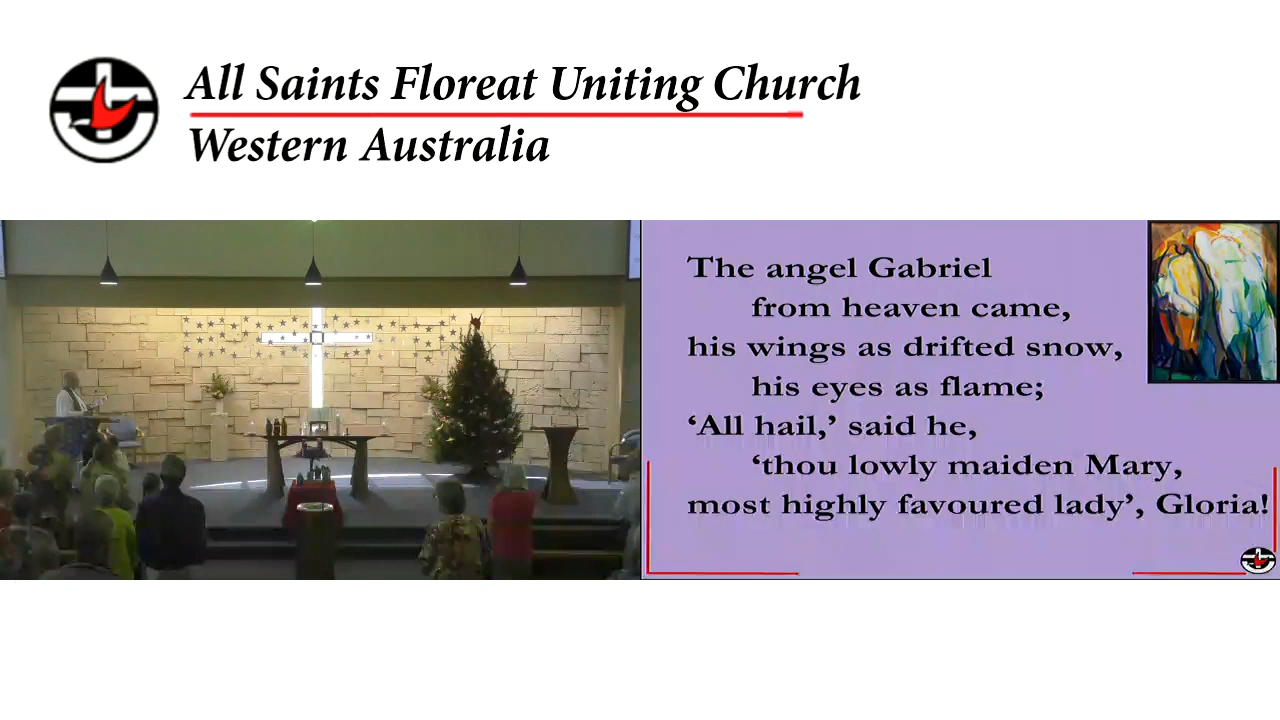 All Saints Floreat Uniting Church
Western Australia
The angel Gabriel
from heaven came,
his wings as drifted snow,
his eyes as flame;
‘All hail,’ said he,
‘thou lowly maiden Mary,
most highly favoured lady’, Gloria!